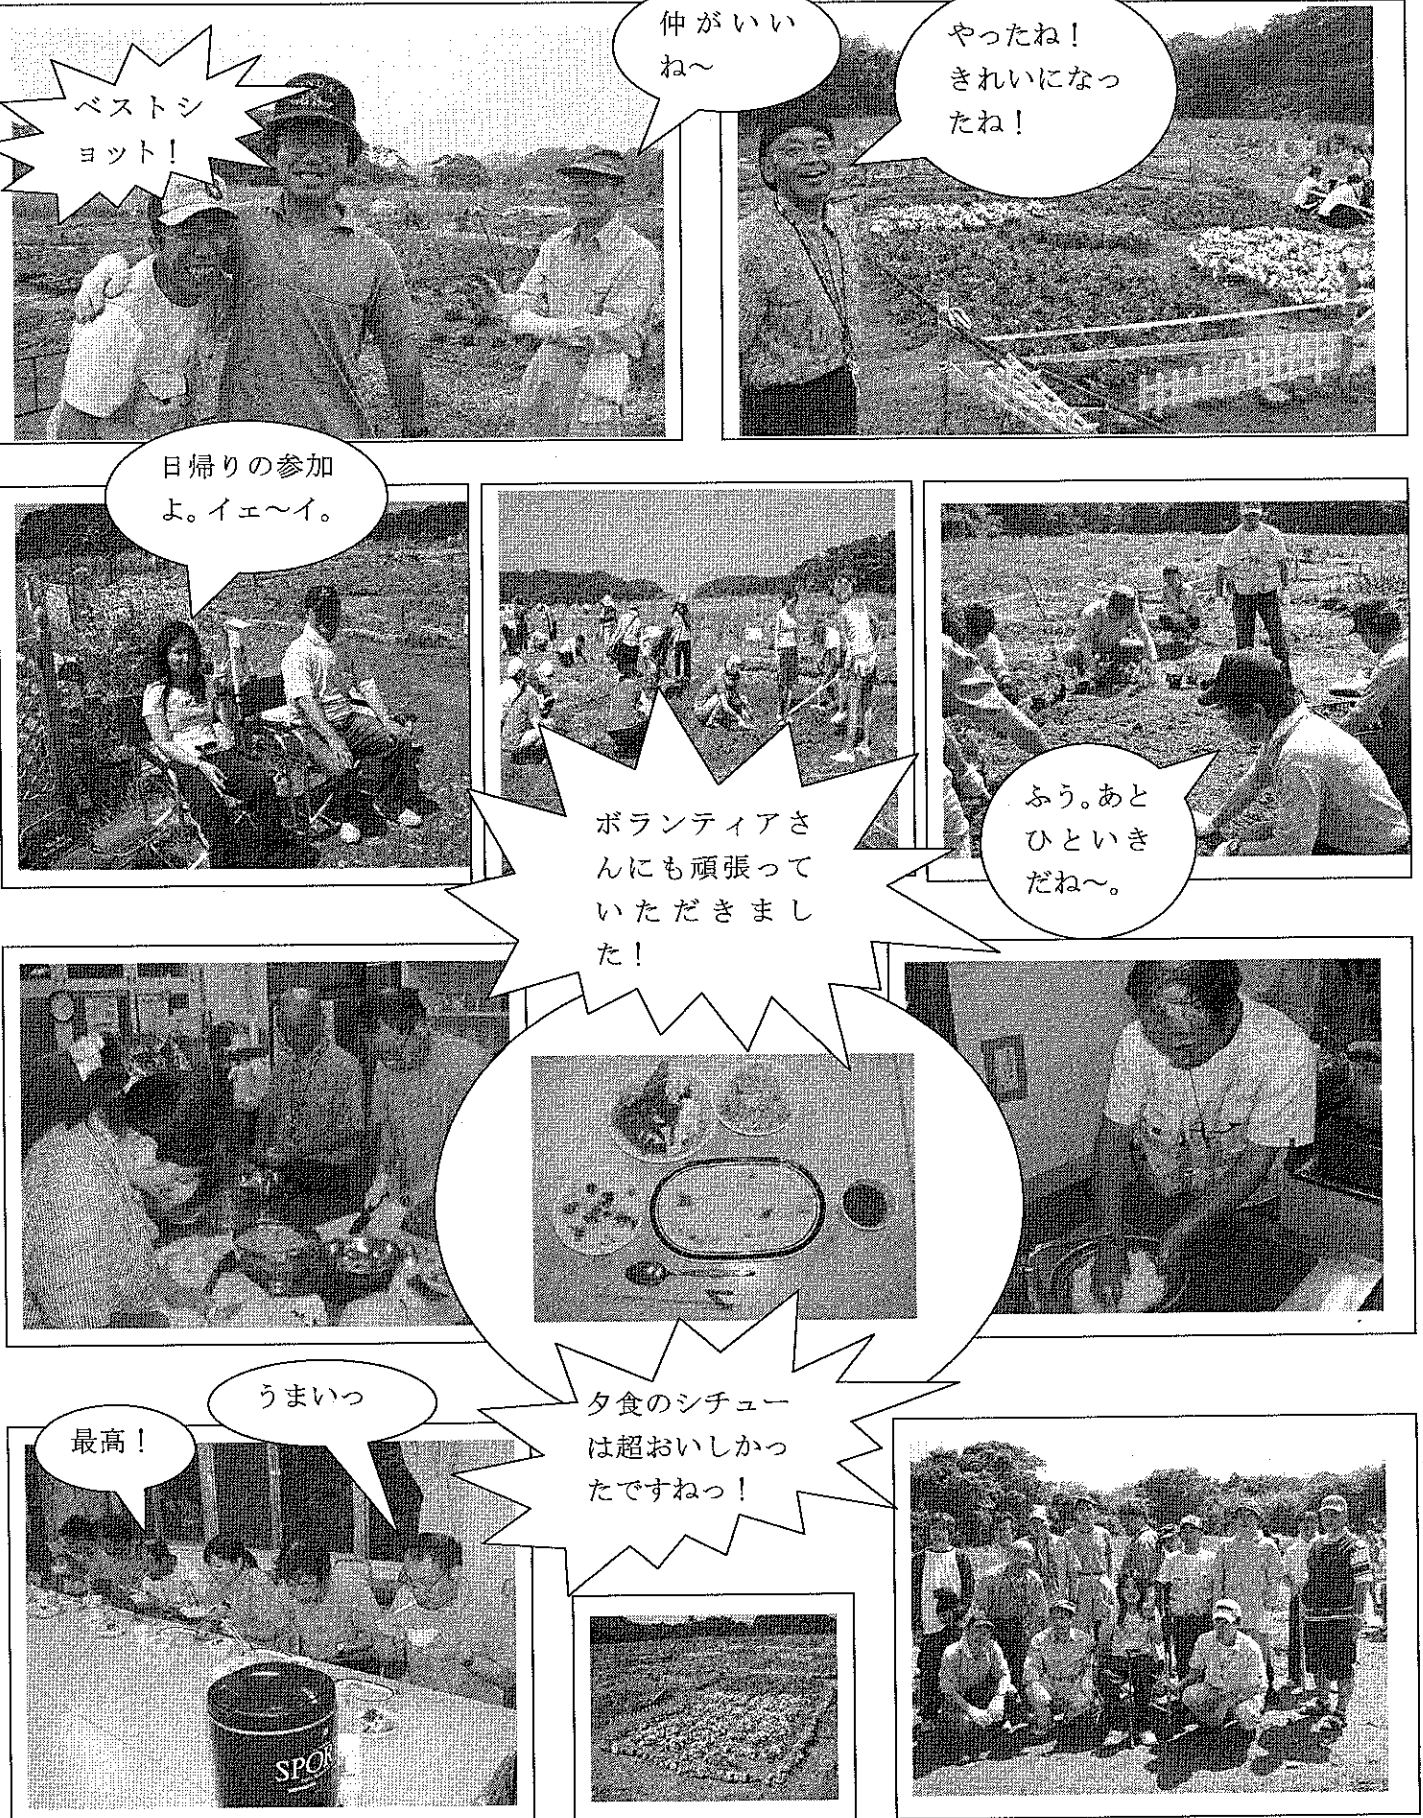 ベストシ
ョット！
仲がいい
ね～
やったね！
きれいになっ
たね！
日帰りの参加
よ。イェ～イ。
ボランティアさ
んにも頑張って
いただきまし
た！
ふう。あと
ひといき
だね～。
最高！
うまいっ
夕食のシチュー
は超おいしかっ
たですねっ！
SPOR